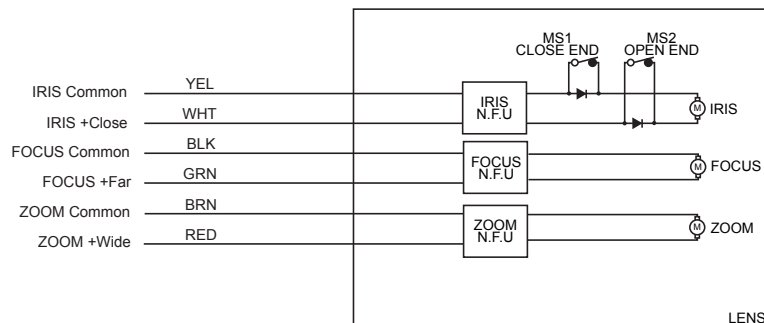 MS1
CLOSE END
MS2
OPEN END
IRIS Common
YEL
IRIS
N.F.U
M
IRIS
IRIS +Close
WHT
FOCUS Common
BLK
FOCUS
N.F.U
M
FOCUS
FOCUS +Far
GRN
ZOOM Common
BRN
ZOOM
N.F.U
M
ZOOM
ZOOM +Wide
RED
LENS